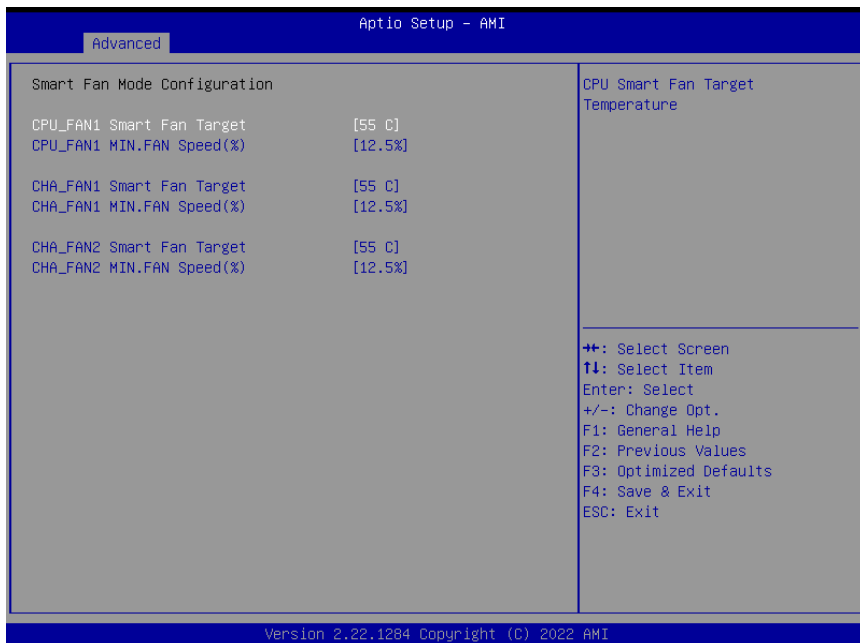 Aptio Setup - AMI
Advanced
Smart Fan Mode Configuration
CPU_FAN1 Smart Fan Target [55 C]
CPU_FAN1 MIN.FAN Speed(%) [12.5%]
CHA_FAN1 Smart Fan Target [55 C]
CHA_FAN1 MIN.FAN Speed(%) [12.5%]
CHA_FAN2 Smart Fan Target [55 C]
CHA_FAN2 MIN.FAN Speed(%) [12.5%]
CPU Smart Fan Target
Temperature
→←: Select Screen
↑↓: Select Item
Enter: Select
+/-: Change Opt.
F1: General Help
F2: Previous Values
F3: Optimized Defaults
F4: Save & Exit
ESC: Exit
Version 2.22.1284 Copyright (C) 2022 AMI